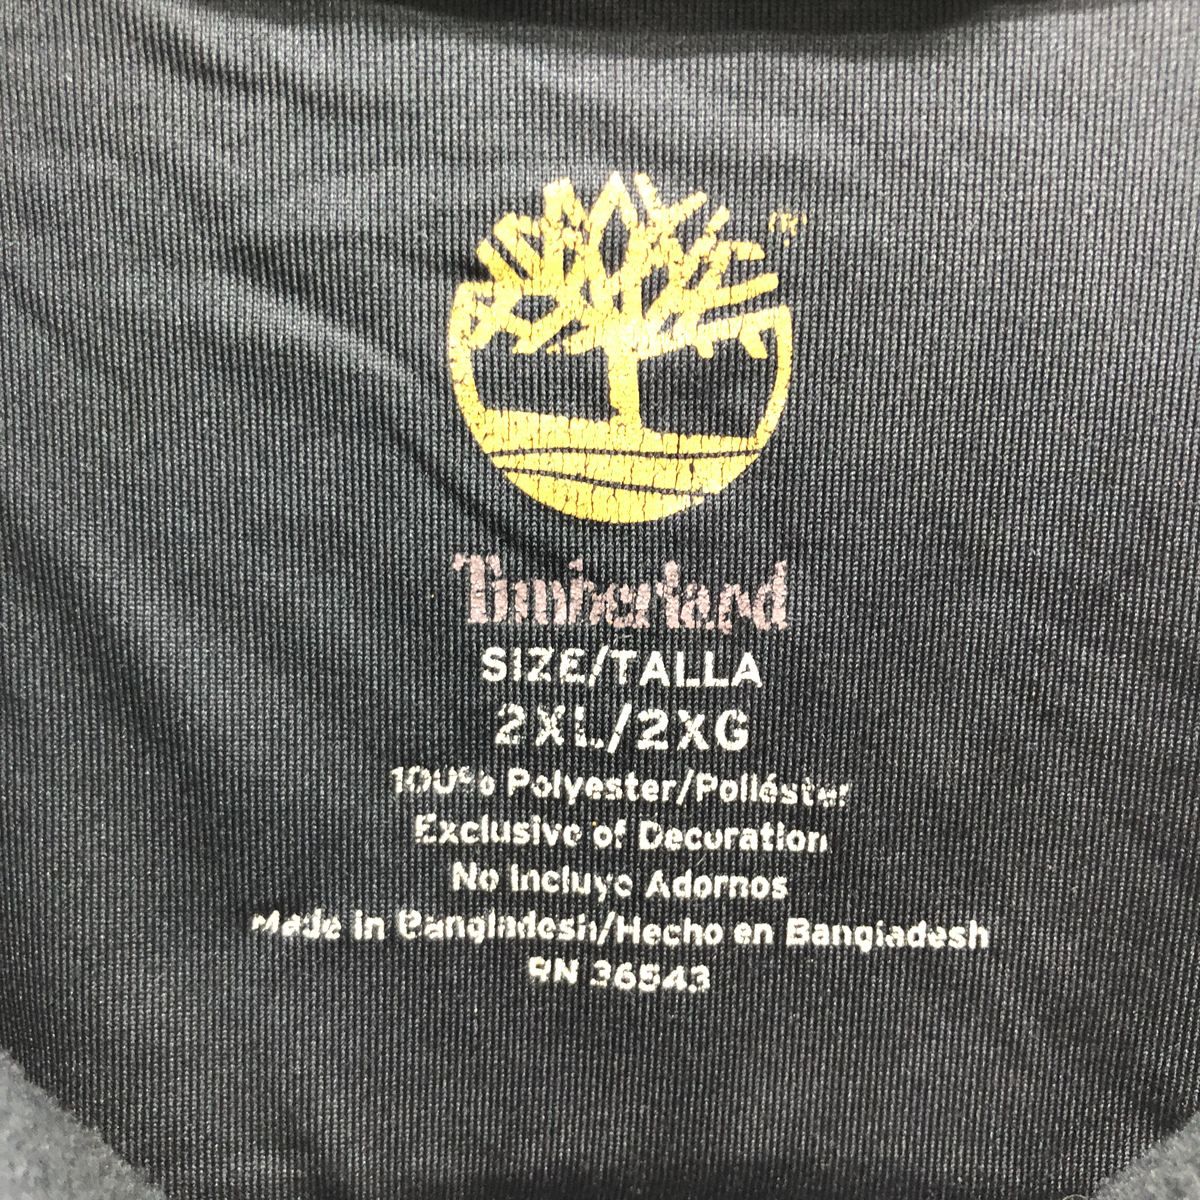 ®
Timberland
SIZE/TALLA
2XL/2XG
100% Polyester/Poliéster
Exclusive of Decoration
No Incluye Adornos
Made in Bangladesh/Hecho en Bangladesh
RN 36543